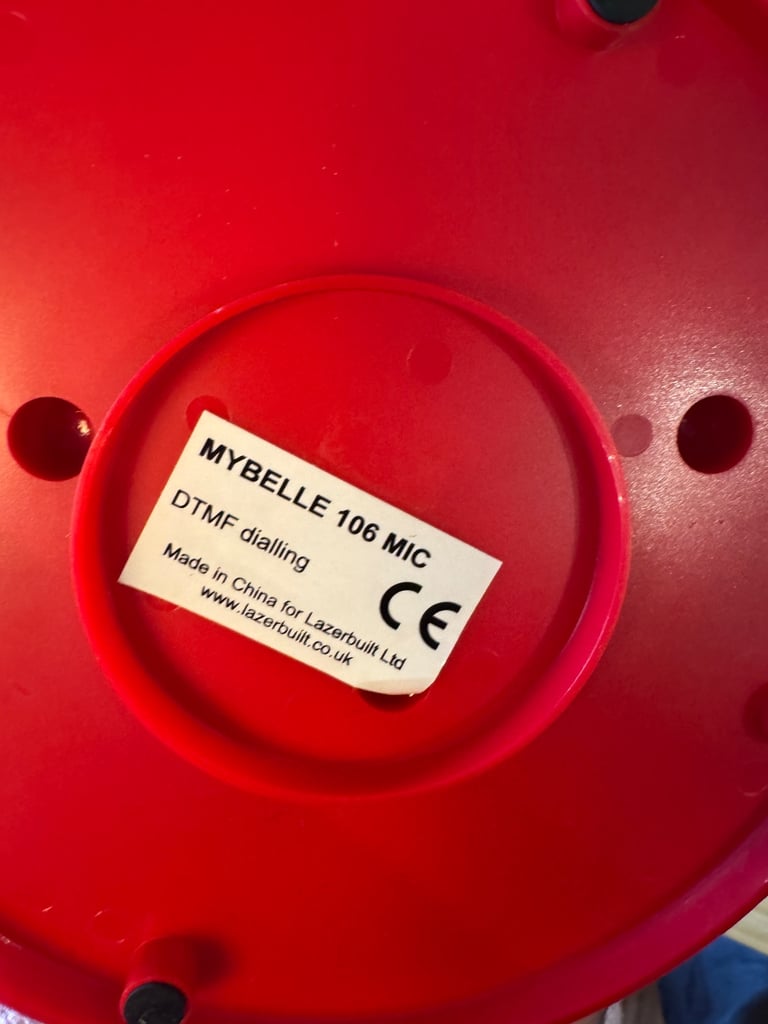 MYBELLE 106 MIC
DTMF dialling
CE
Made in China for Lazerbuilt Ltd
www.lazerbuilt.co.uk